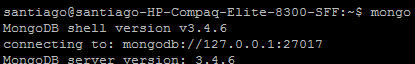 santiago@santiago-HP-Compaq-Elite-8300-SFF:~$ mongo
MongoDB shell version v3.4.6
connecting to: mongodb://127.0.0.1:27017
MongoDB server version: 3.4.6